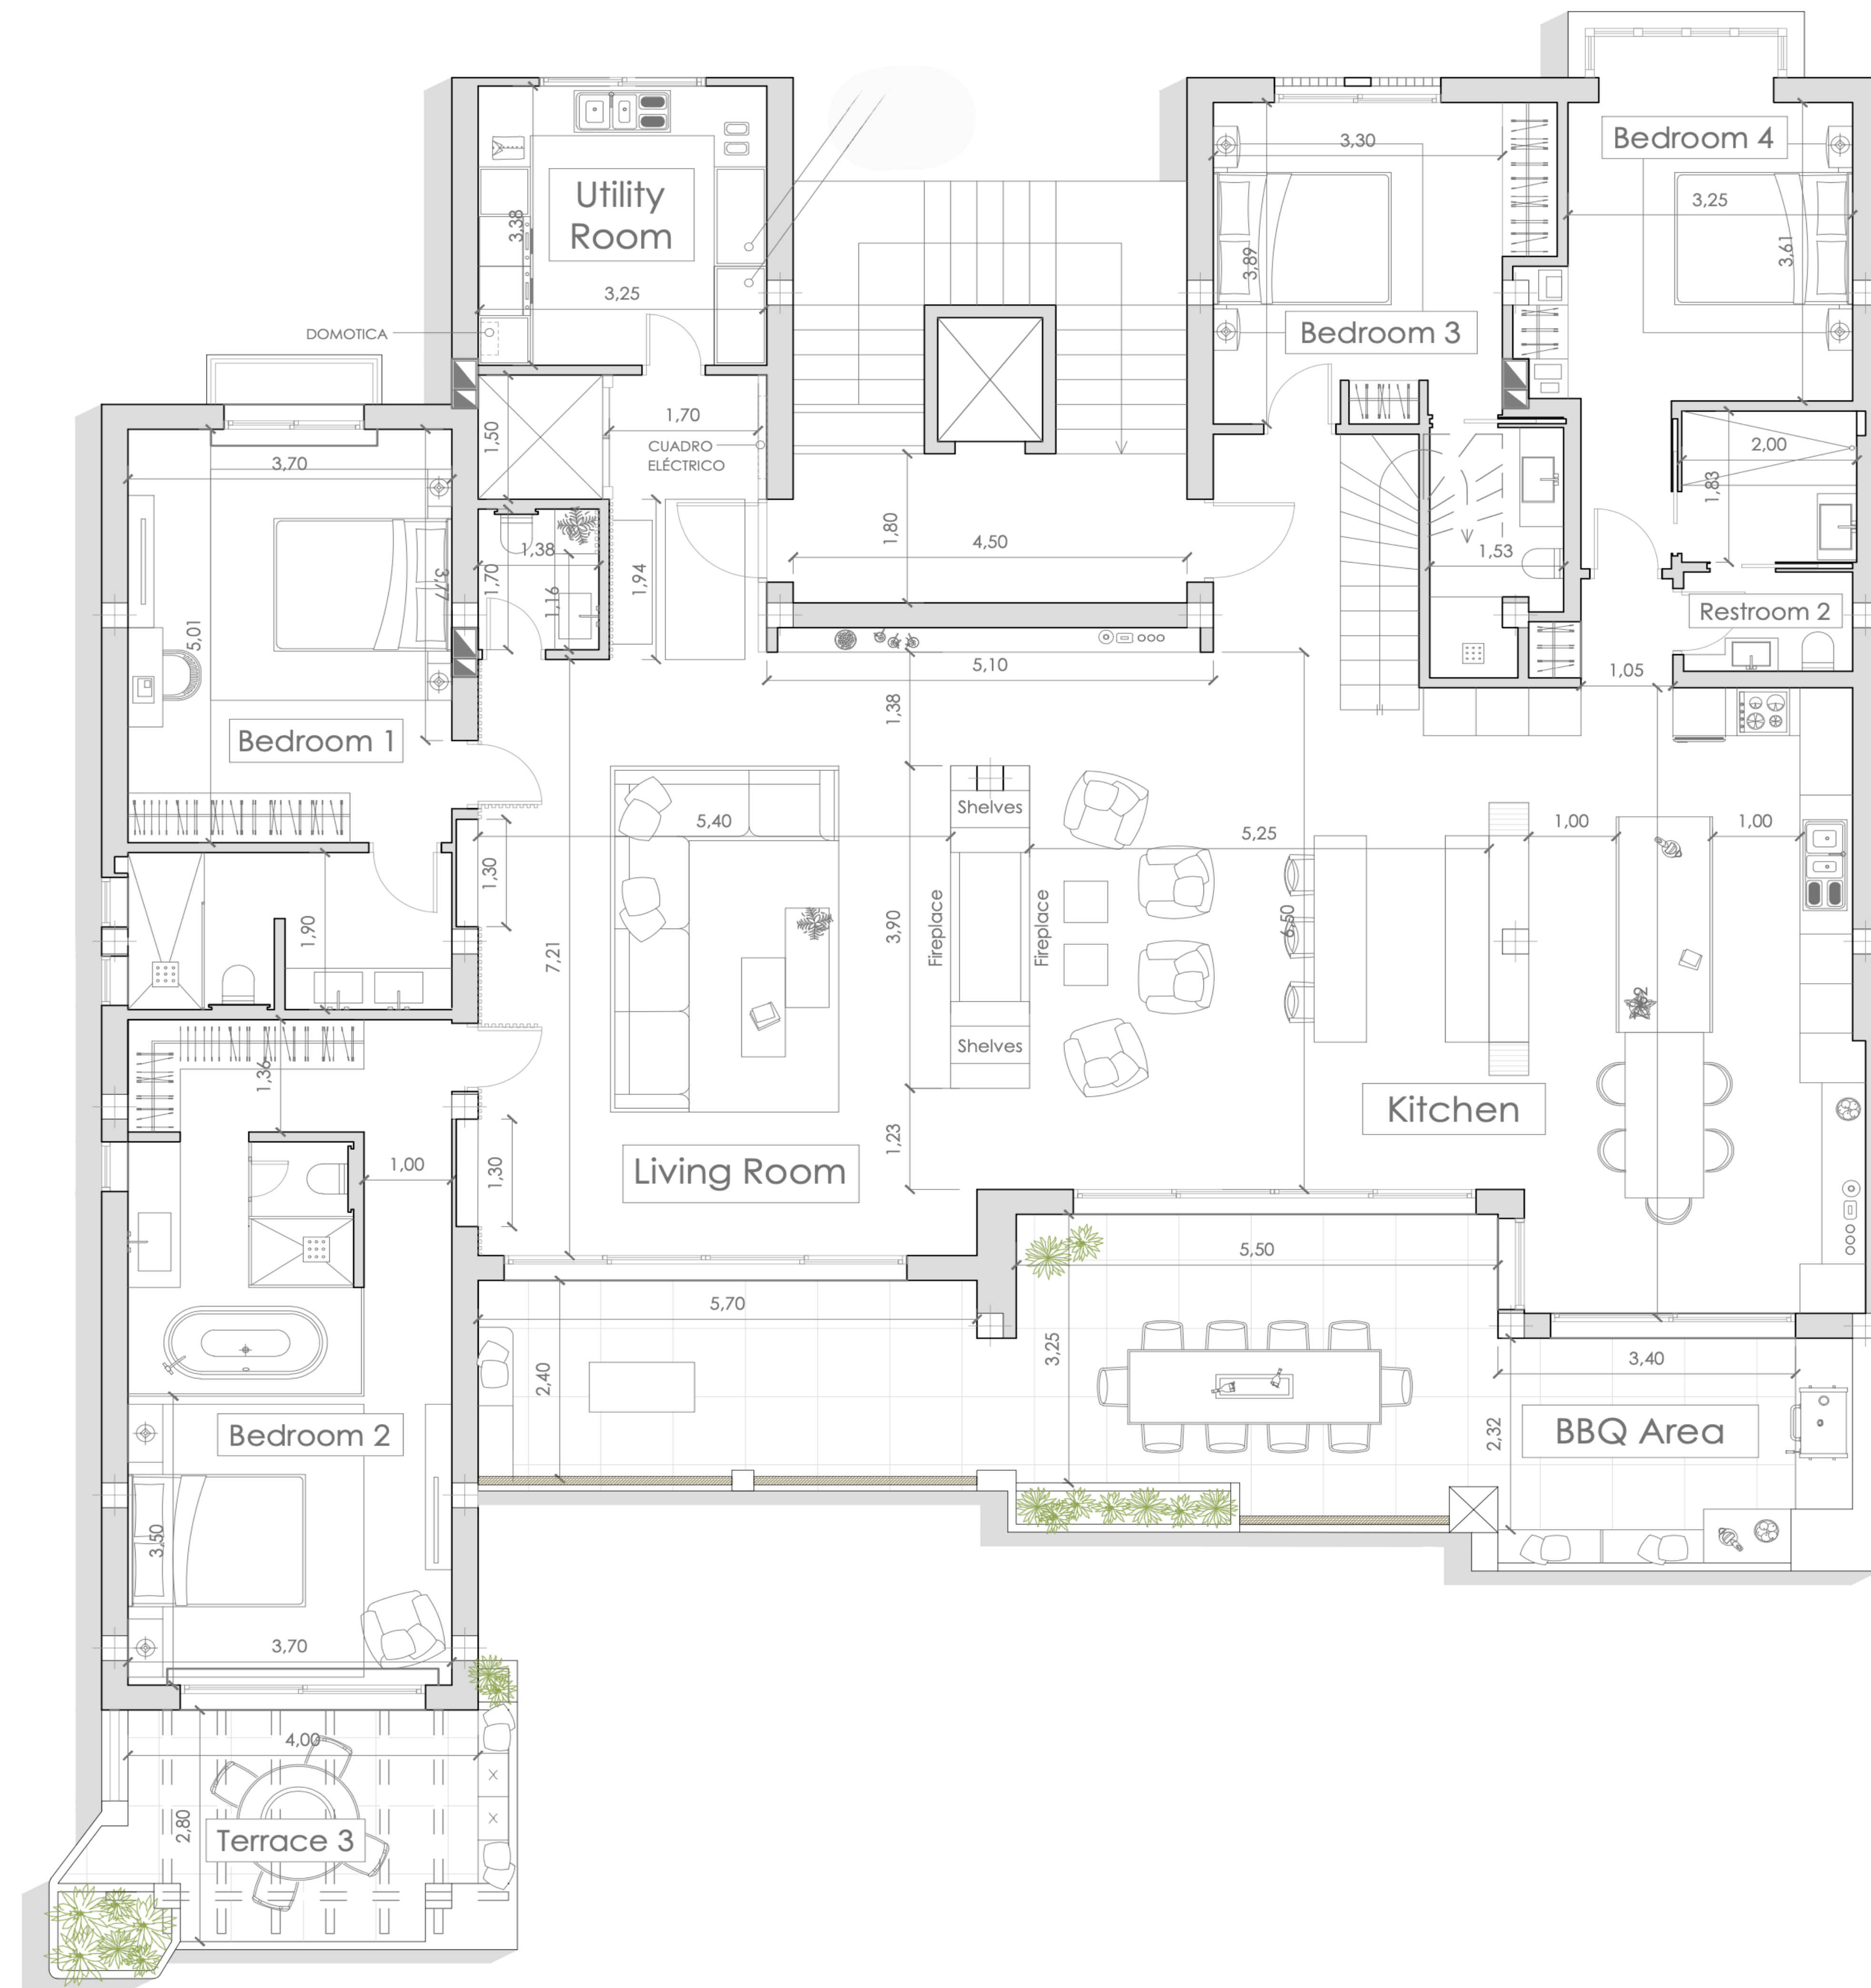 Bedroom 4
3,30
3,25
Utility
Room
3,38
3,89
3,61
3,25
DOMOTICA
Bedroom 3
1,70
1,50
CUADRO
ELÉCTRICO
2,00
3,70
1,83
1,80
4,50
1,38
1,53
1,70
1,94
1,16
3,77
5,01
Restroom 2
5,10
1,05
1,38
Bedroom 1
Shelves
5,40
5,25
1,00
1,00
1,30
Fireplace
3,90
Fireplace
6,50
1,90
7,21
Shelves
1,36
Kitchen
1,23
1,00
1,30
Living Room
5,50
5,70
3,25
2,40
3,40
Bedroom 2
2,32
BBQ Area
3,50
3,70
4,00
2,80
Terrace 3